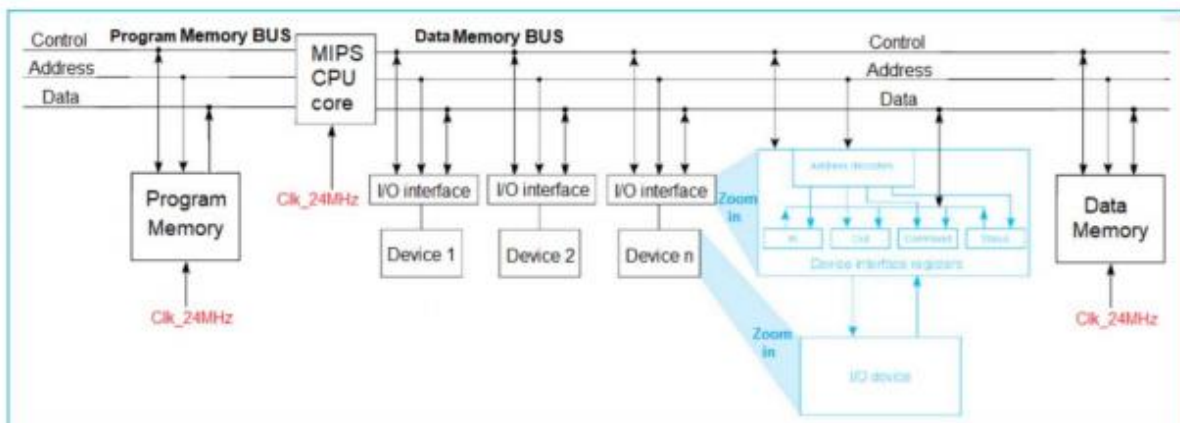 Program Memory BUS
Data Memory BUS
Control
Address
Data
MIPS
CPU
core
Control
Address
Data
Program
Memory
Clk_24MHz
Clk_24MHz
I/O interface
I/O interface
I/O interface
Device 1
Device 2
Device n
Zoom
in
Address decoders
In
Out
Command
Status
Device interface registers
Zoom
in
I/O device
Data
Memory
Clk_24MHz